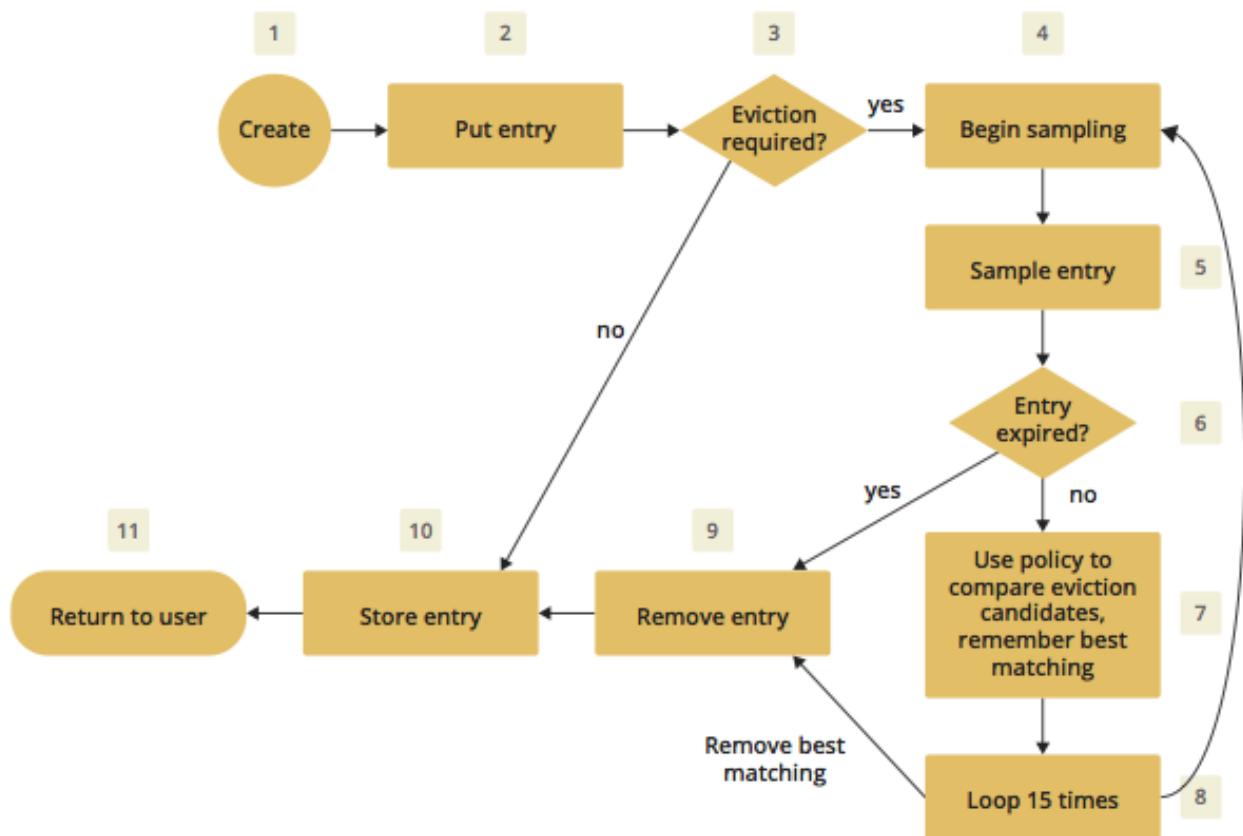 1
2
3
4
Create
Put entry
Eviction
required?
yes
Begin sampling
Sample entry
5
no
Entry
expired?
6
yes
no
11
10
9
Return to user
Store entry
Remove entry
Use policy to
compare eviction
candidates,
remember best
matching
7
Remove best
matching
Loop 15 times
8